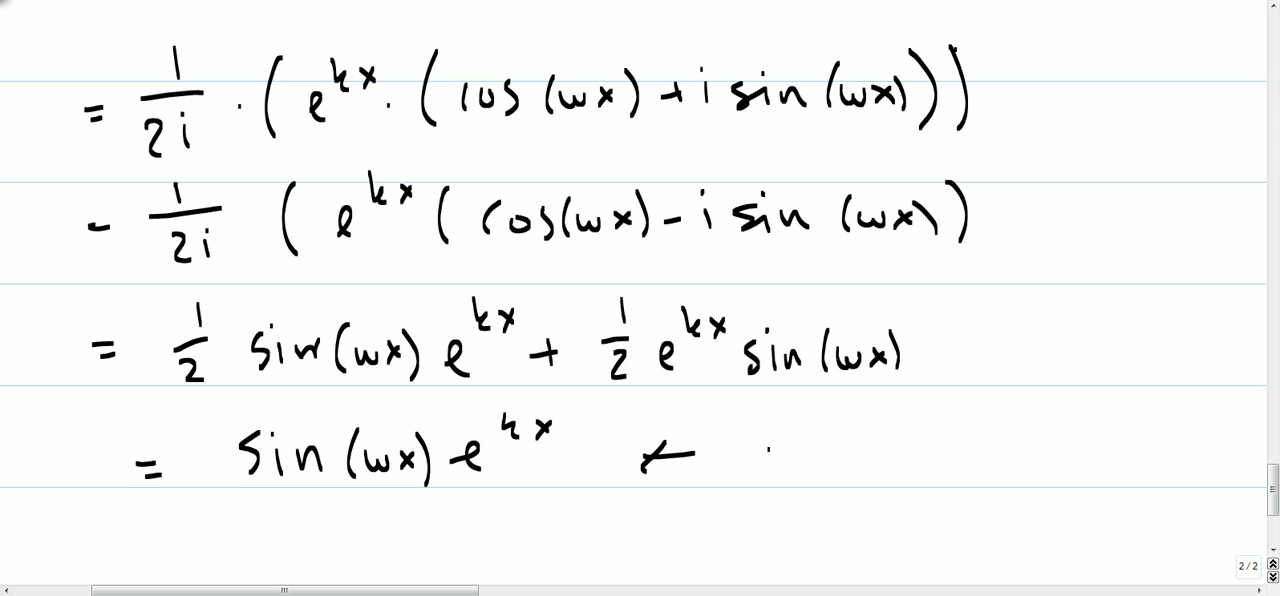 = 1/2i · (e^kx · (cos(wx) + i sin(wx)))
- 1/2i (e^kx (cos(wx) - i sin(wx))
= 1/2 sin(wx) e^kx + 1/2 e^kx sin(wx)
= sin(wx) e^kx ←
2/2